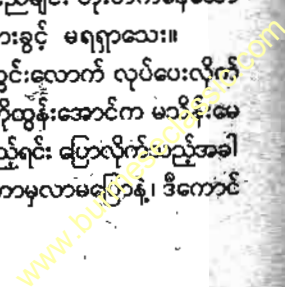 းခွင့် မရရှာသေး။
င်းလောက် လုပ်ပေးလိုက်
ကိုထွန်းအောင်က မသိန်းမေ
ည့်ရင်း ပြောလိုက်သည့်အခါ
ကာမှလာမပြောနဲ့၊ ဒီကောင်
www.burmeseclassic.com